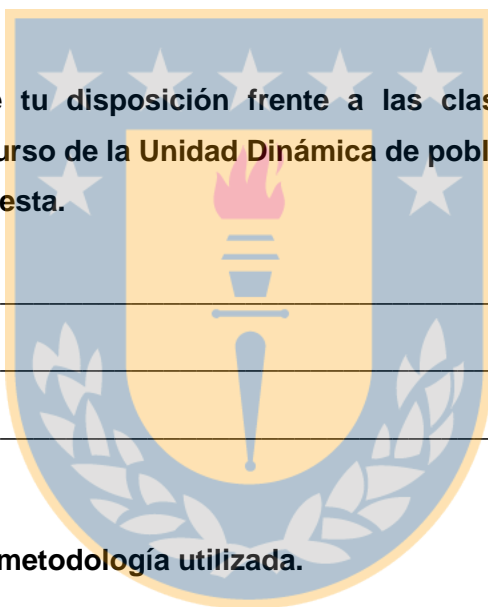 tu disposición frente a las clas
urso de la Unidad Dinámica de pobl
esta.
metodología utilizada.